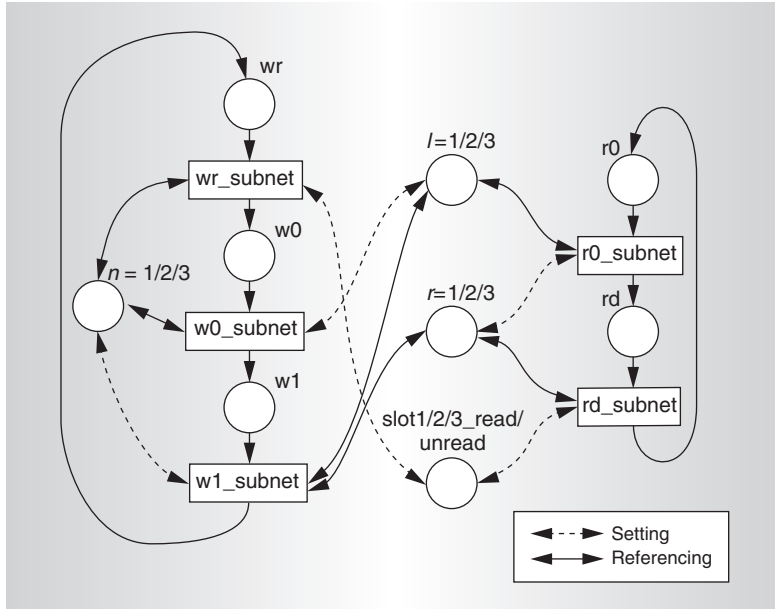 wr
wr_subnet
w0
n = 1/2/3
w0_subnet
w1
w1_subnet
l=1/2/3
r=1/2/3
slot1/2/3_read/
unread
r0
r0_subnet
rd
rd_subnet
Setting
Referencing